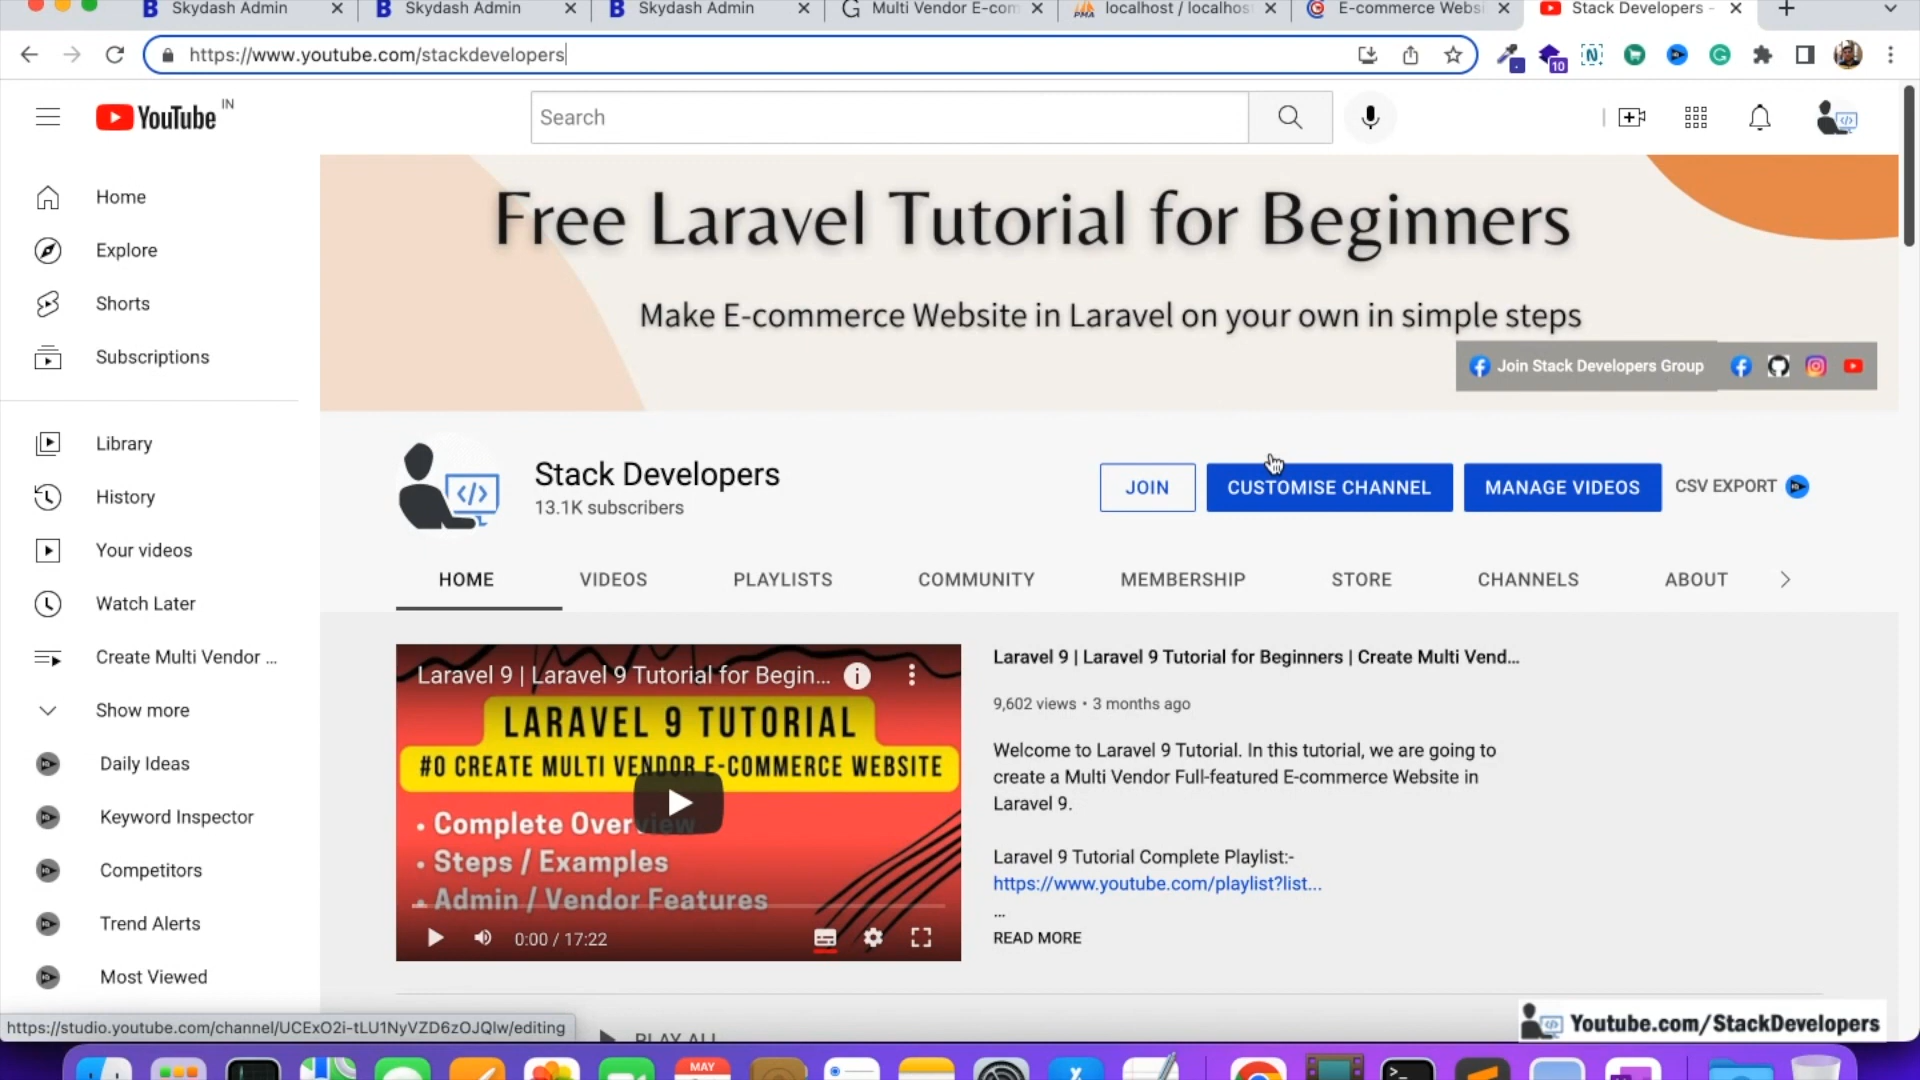 Skydash Admin
Skydash Admin
Skydash Admin
Multi Vendor E-com
localhost / localhos
E-commerce Websi
Stack Developers -
https://www.youtube.com/stackdevelopers
10
YouTube IN
Search
Home
Explore
Shorts
Subscriptions
Library
History
Your videos
Watch Later
Create Multi Vendor ...
Show more
Daily Ideas
Keyword Inspector
Competitors
Trend Alerts
Most Viewed
Free Laravel Tutorial for Beginners
Make E-commerce Website in Laravel on your own in simple steps
Join Stack Developers Group
Stack Developers
13.1K subscribers
JOIN
CUSTOMISE CHANNEL
MANAGE VIDEOS
CSV EXPORT
HOME
VIDEOS
PLAYLISTS
COMMUNITY
MEMBERSHIP
STORE
CHANNELS
ABOUT
Laravel 9 | Laravel 9 Tutorial for Begin...
LARAVEL 9 TUTORIAL
#0 CREATE MULTI VENDOR E-COMMERCE WEBSITE
• Complete Overview
• Steps / Examples
• Admin / Vendor Features
0:00 / 17:22
Laravel 9 | Laravel 9 Tutorial for Beginners | Create Multi Vend...
9,602 views • 3 months ago
Welcome to Laravel 9 Tutorial. In this tutorial, we are going to
create a Multi Vendor Full-featured E-commerce Website in
Laravel 9.
Laravel 9 Tutorial Complete Playlist:-
https://www.youtube.com/playlist?list...
...
READ MORE
PLAY ALL
https://studio.youtube.com/channel/UCExO2i-tLU1NyVZD6zOJQlw/editing
Youtube.com/StackDevelopers
MAY